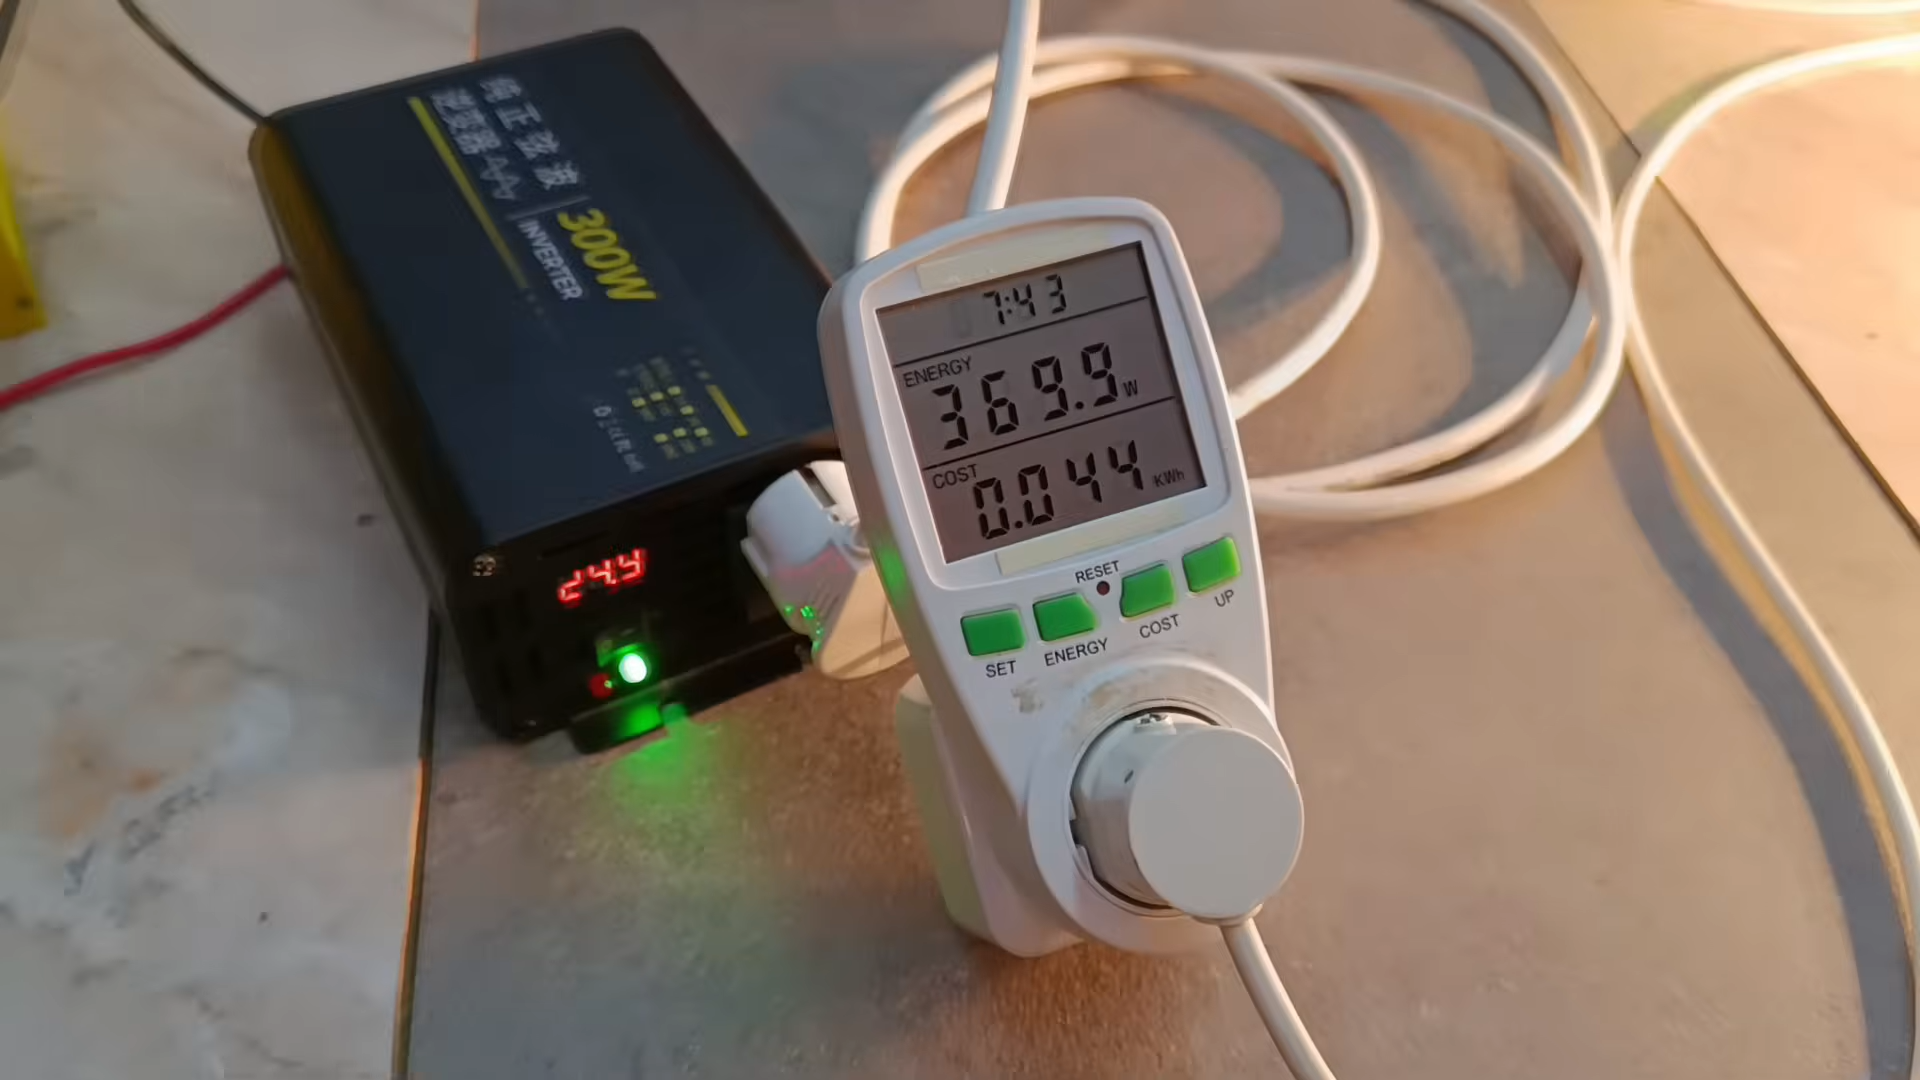 纯正弦波
逆变器
300W
INVERTER
24.9
7:43
ENERGY
369.9 W
COST
0.044 KWh
RESET
SET
ENERGY
COST
UP